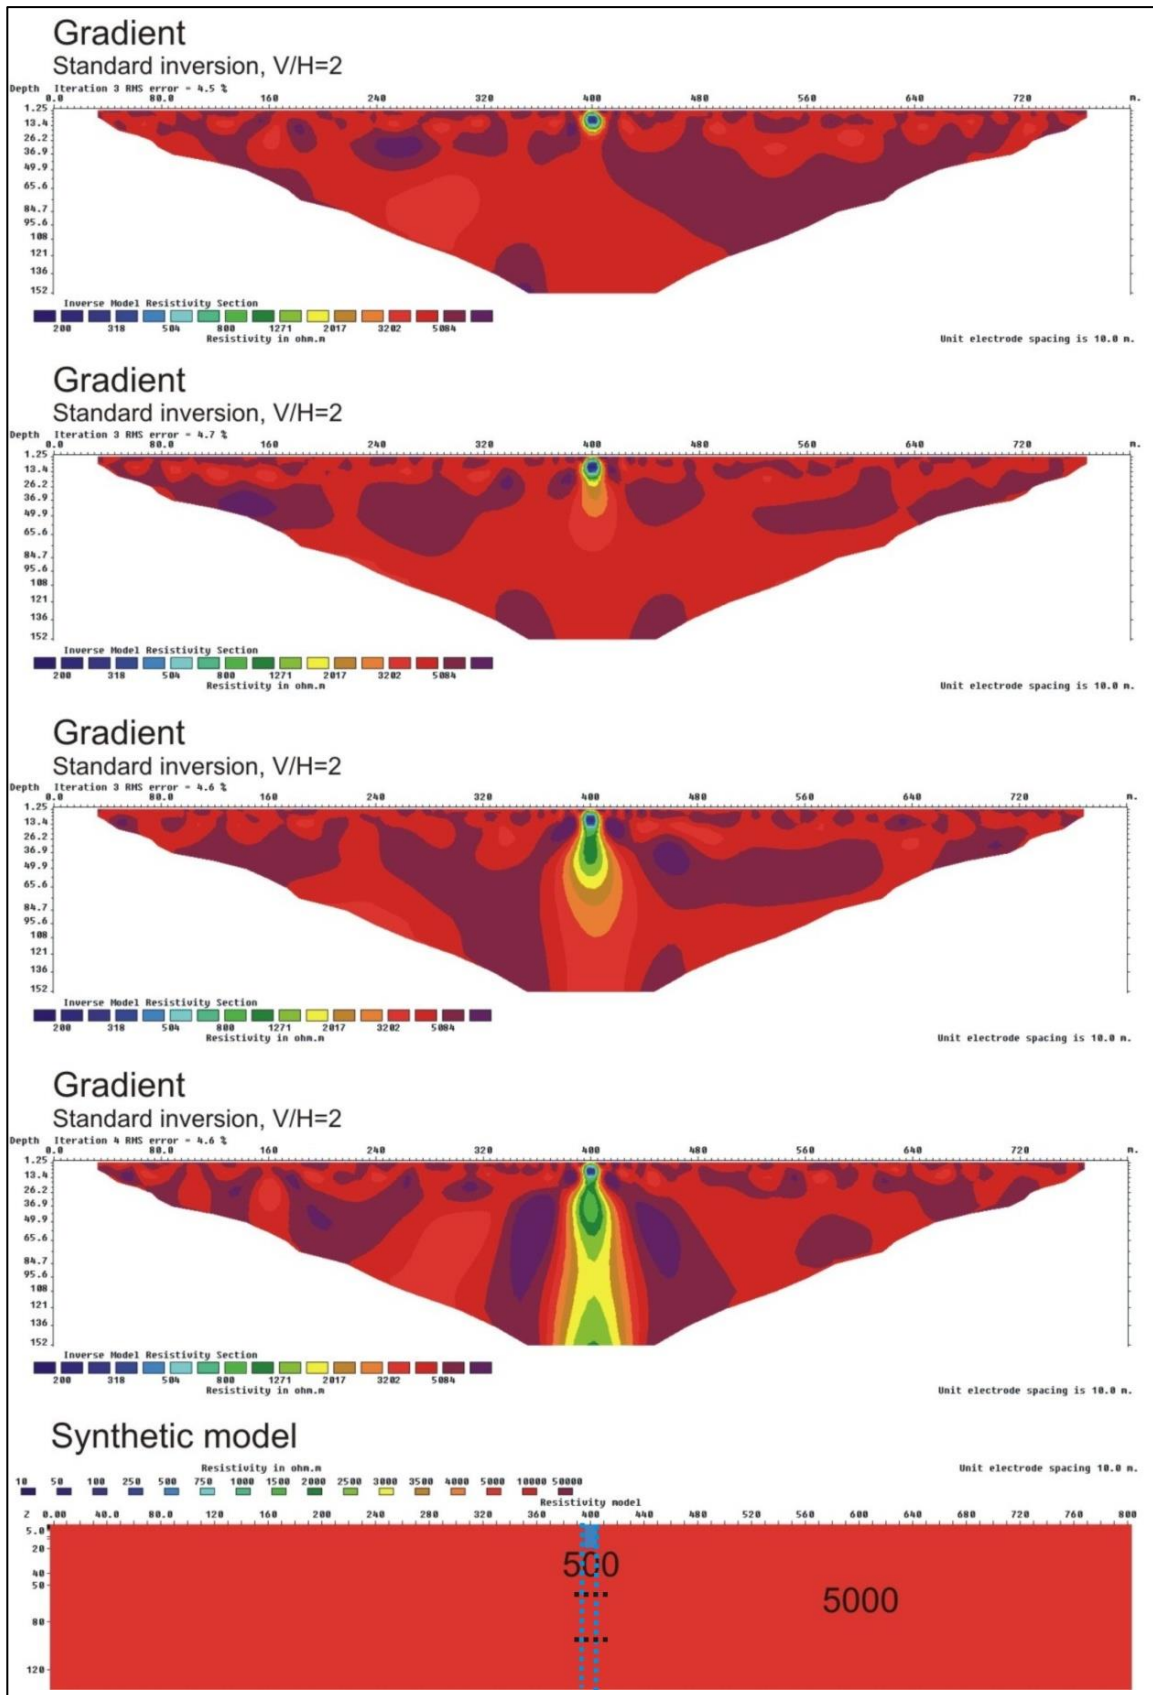 Gradient
Standard inversion, V/H=2
Depth Iteration 3 RMS error = 4.5 %
0.0 80.0 160 240 320 400 480 560 640 720 m.
1.25
13.4
26.2
36.9
49.9
65.6
84.7
95.6
108
121
136
152
Inverse Model Resistivity Section
200 318 504 800 1271 2017 3202 5084
Resistivity in ohm.m
Unit electrode spacing is 10.0 m.
Gradient
Standard inversion, V/H=2
Depth Iteration 3 RMS error = 4.7 %
0.0 80.0 160 240 320 400 480 560 640 720 m.
1.25
13.4
26.2
36.9
49.9
65.6
84.7
95.6
108
121
136
152
Inverse Model Resistivity Section
200 318 504 800 1271 2017 3202 5084
Resistivity in ohm.m
Unit electrode spacing is 10.0 m.
Gradient
Standard inversion, V/H=2
Depth Iteration 3 RMS error = 4.6 %
0.0 80.0 160 240 320 400 480 560 640 720 m.
1.25
13.4
26.2
36.9
49.9
65.6
84.7
95.6
108
121
136
152
Inverse Model Resistivity Section
200 318 504 800 1271 2017 3202 5084
Resistivity in ohm.m
Unit electrode spacing is 10.0 m.
Gradient
Standard inversion, V/H=2
Depth Iteration 4 RMS error = 4.6 %
0.0 80.0 160 240 320 400 480 560 640 720 m.
1.25
13.4
26.2
36.9
49.9
65.6
84.7
95.6
108
121
136
152
Inverse Model Resistivity Section
200 318 504 800 1271 2017 3202 5084
Resistivity in ohm.m
Unit electrode spacing is 10.0 m.
Synthetic model
Resistivity in ohm.m
Unit electrode spacing 10.0 m.
10 50 100 250 500 750 1000 1500 2000 2500 3000 3500 4000 5000 10000 50000
Resistivity model
Z 0.00 40.0 80.0 120 160 200 240 280 320 360 400 440 480 520 560 600 640 680 720 760 800
5.0
20
40
50
80
120
500
5000